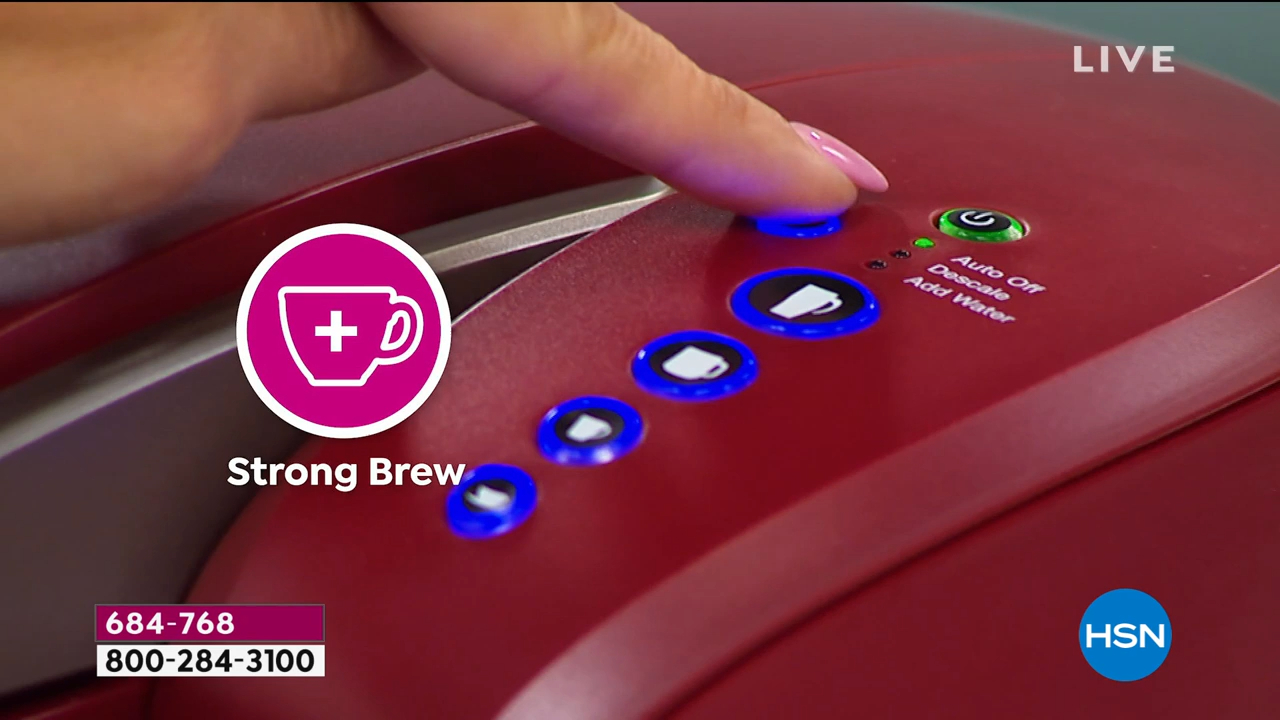 LIVE
Auto Off
Descale
Add Water
Strong Brew
684-768
800-284-3100
HSN